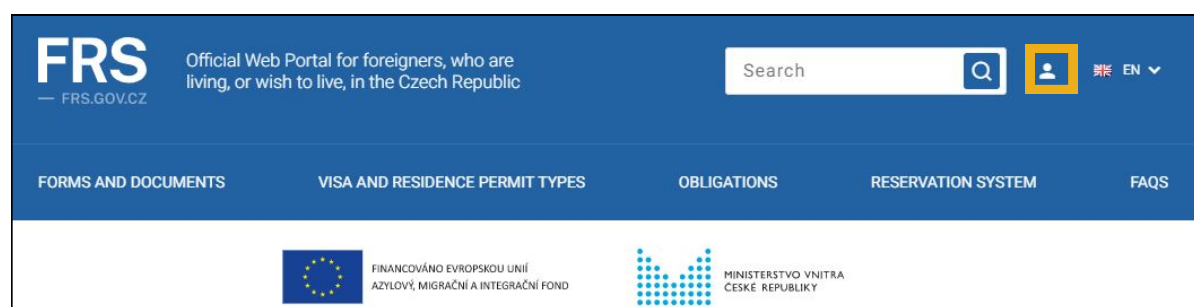 FRS
— FRS.GOV.CZ
Official Web Portal for foreigners, who are
living, or wish to live, in the Czech Republic
Search
EN
FORMS AND DOCUMENTS
VISA AND RESIDENCE PERMIT TYPES
OBLIGATIONS
RESERVATION SYSTEM
FAQS
FINANCOVÁNO EVROPSKOU UNIÍ
AZYLOVÝ, MIGRAČNÍ A INTEGRAČNÍ FOND
MINISTERSTVO VNITRA
ČESKÉ REPUBLIKY